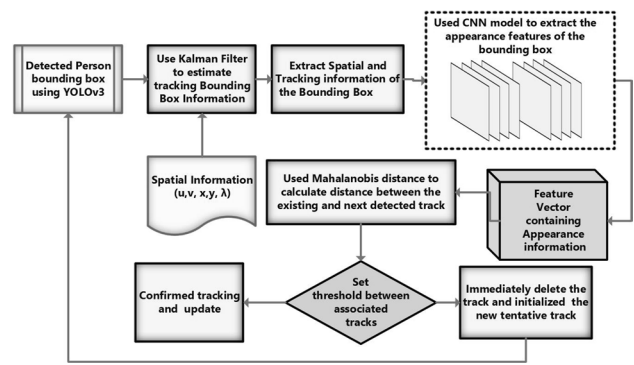 Detected Person
bounding box
using YOLOv3
Use Kalman Filter
to estimate
tracking Bounding
Box Information
Extract Spatial and
Tracking information of
the Bounding Box
Used CNN model to extract the
appearance features of the
bounding box
Spatial Information
(u,v, x,y, λ)
Used Mahalanobis distance to
calculate distance between the
existing and next detected track
Feature
Vector
containing
Appearance
information
Confirmed tracking
and update
Set
threshold between
associated
tracks
Immediately delete the
track and initialized the
new tentative track